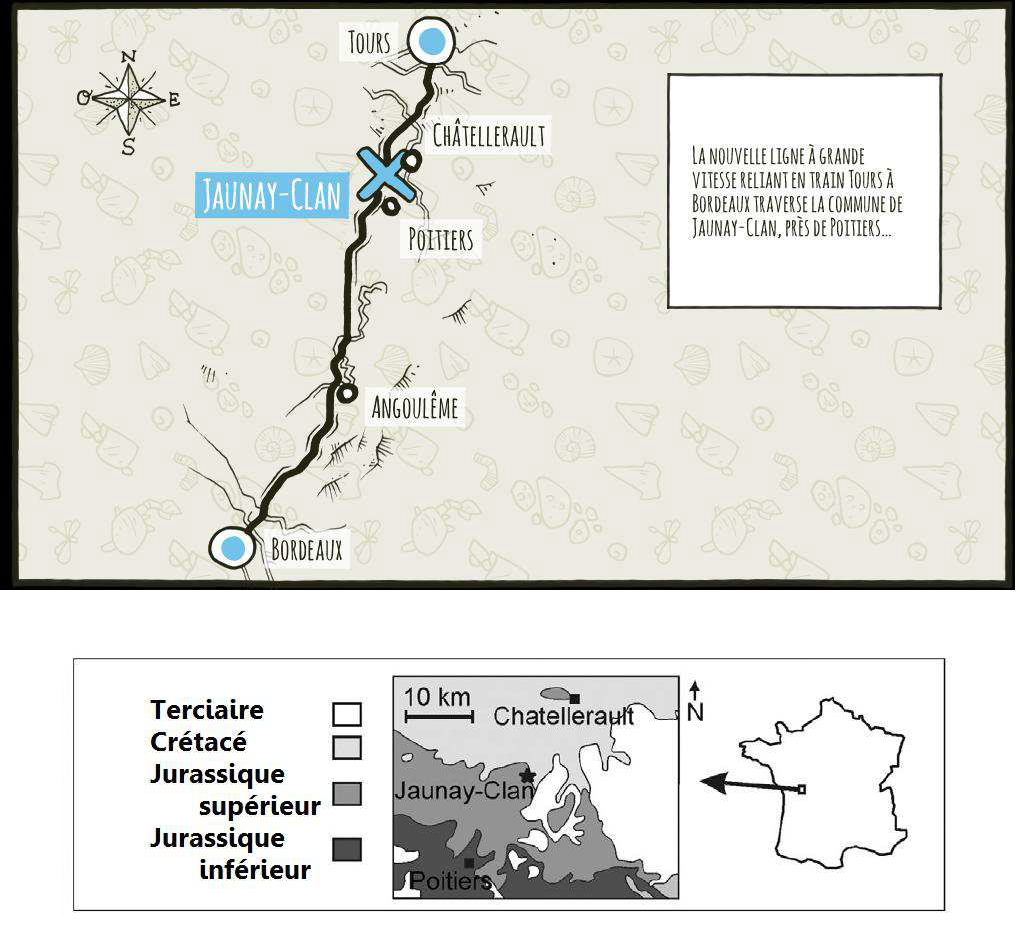 Tours
N
O
E
S
Châtellerault
Jaunay-Clan
Poitiers
La nouvelle ligne à grande
vitesse reliant en train Tours à
Bordeaux traverse la commune de
Jaunay-Clan, près de Poitiers...
Angoulême
Bordeaux
Terciaire
Crétacé
Jurassique
supérieur
Jurassique
inférieur
10 km
Chatellerault
Jaunay-Clan
Poitiers
N